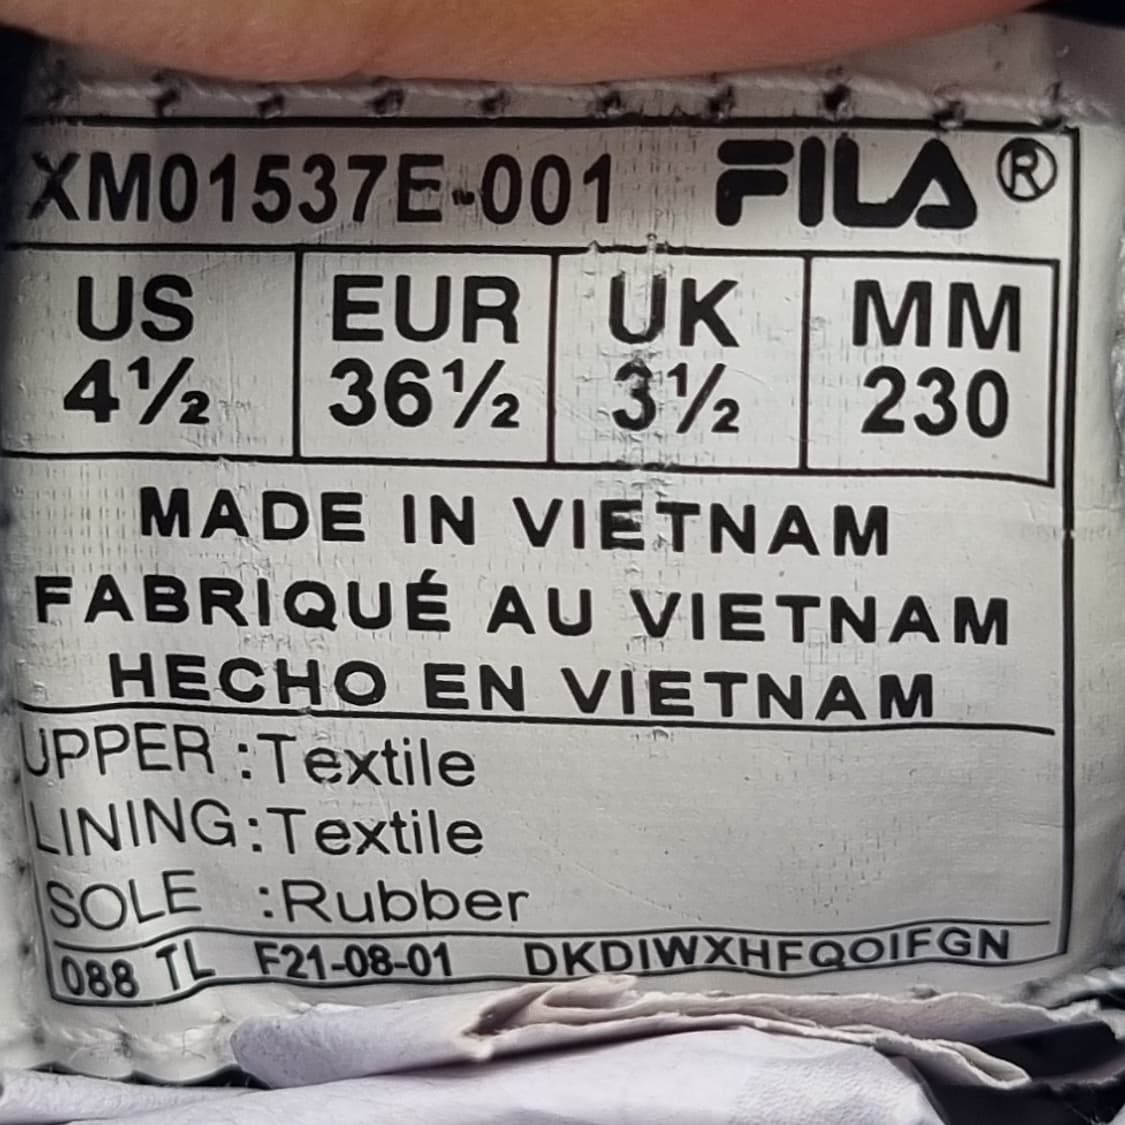 XM01537E-001 FILA®
US EUR UK MM
4½ 36½ 3½ 230
MADE IN VIETNAM
FABRIQUÉ AU VIETNAM
HECHO EN VIETNAM
UPPER :Textile
LINING:Textile
SOLE :Rubber
088 TL F21-08-01 DKDIWXHFQOIFGN